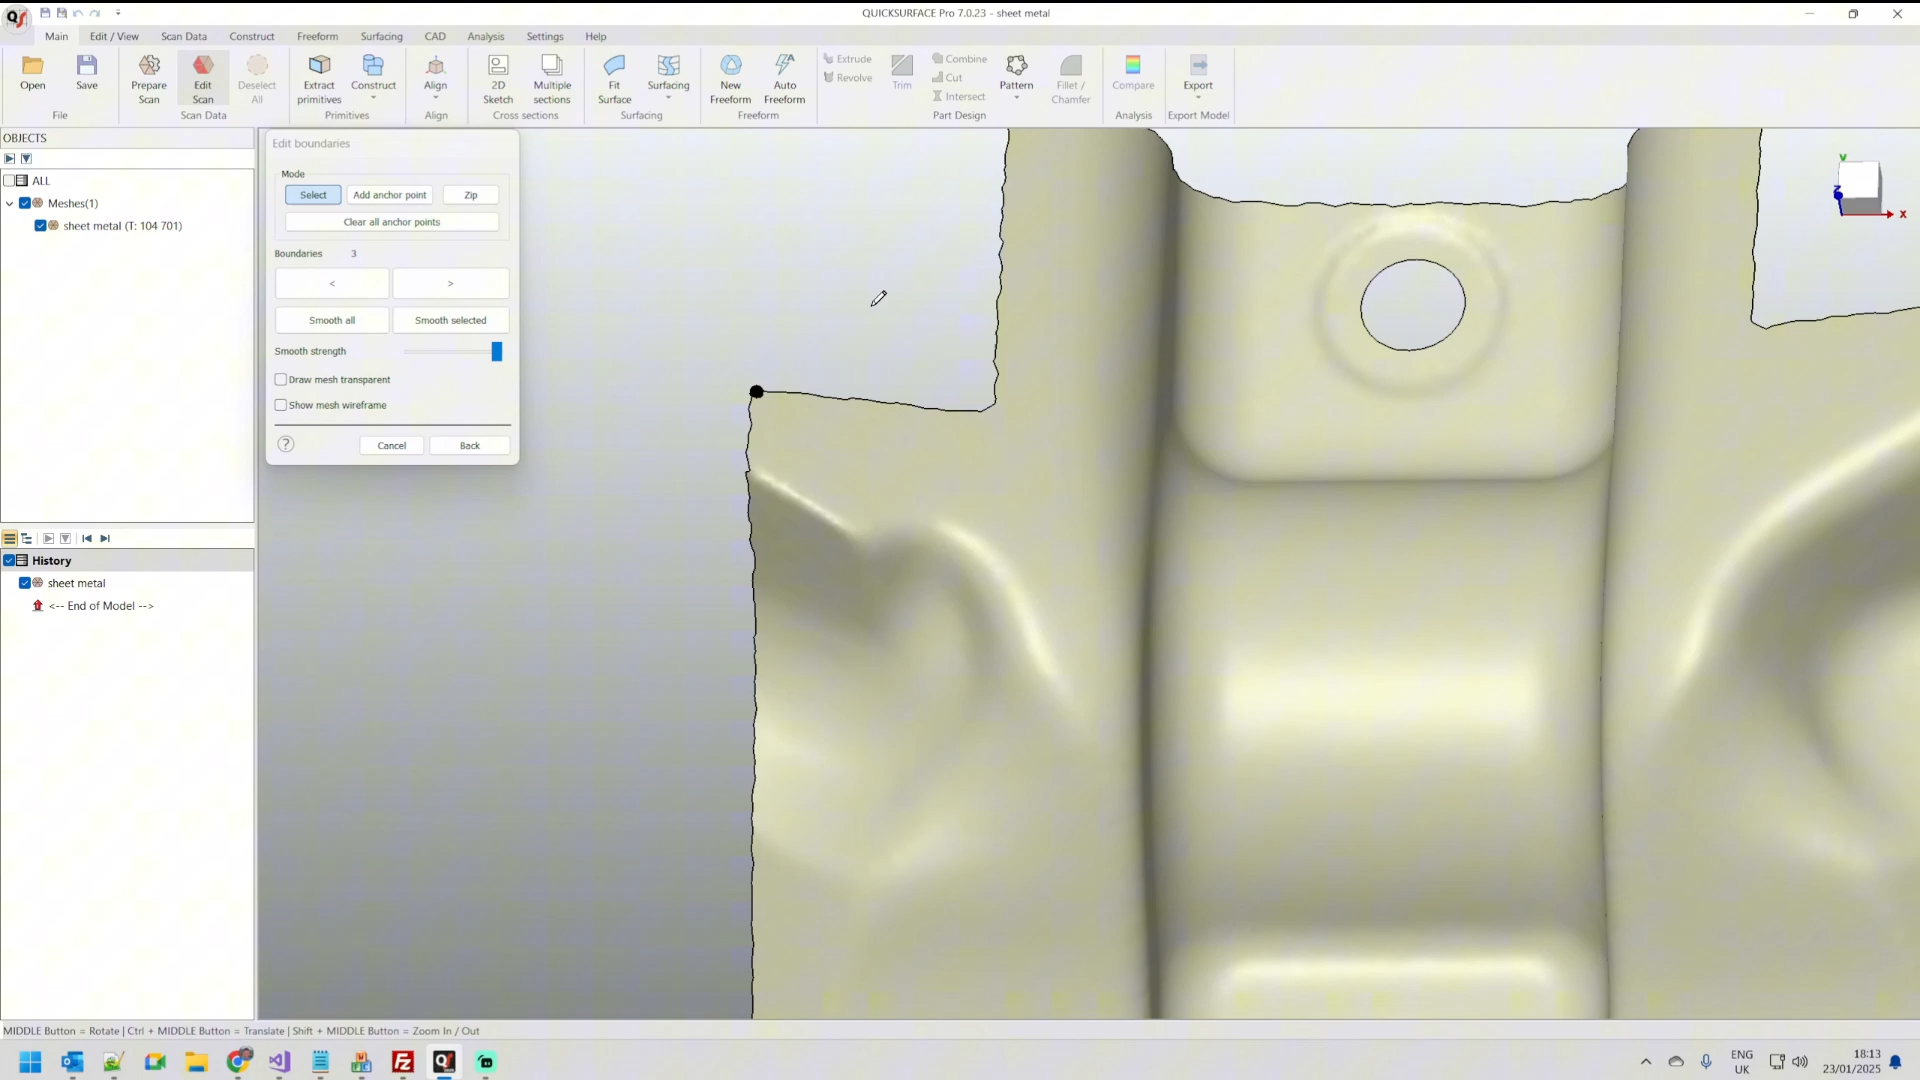 QS
QUICKSURFACE Pro 7.0.23 - sheet metal
Main Edit / View Scan Data Construct Freeform Surfacing CAD Analysis Settings Help
Open Save Prepare Scan Edit Scan Deselect All Extract primitives Construct Align 2D Sketch Multiple sections Fit Surface Surfacing New Freeform Auto Freeform Extrude Revolve Trim Combine Cut Intersect Pattern Fillet / Chamfer Compare Export
File Scan Data Primitives Align Cross sections Surfacing Freeform Part Design Analysis Export Model
OBJECTS
ALL
Meshes(1)
sheet metal (T: 104 701)
Edit boundaries
Mode
Select Add anchor point Zip
Clear all anchor points
Boundaries 3
< >
Smooth all Smooth selected
Smooth strength
Draw mesh transparent
Show mesh wireframe
? Cancel Back
Y
Z
X
History
sheet metal
<-- End of Model -->
MIDDLE Button = Rotate | Ctrl + MIDDLE Button = Translate | Shift + MIDDLE Button = Zoom In / Out
ENG
UK
18:13
23/01/2025